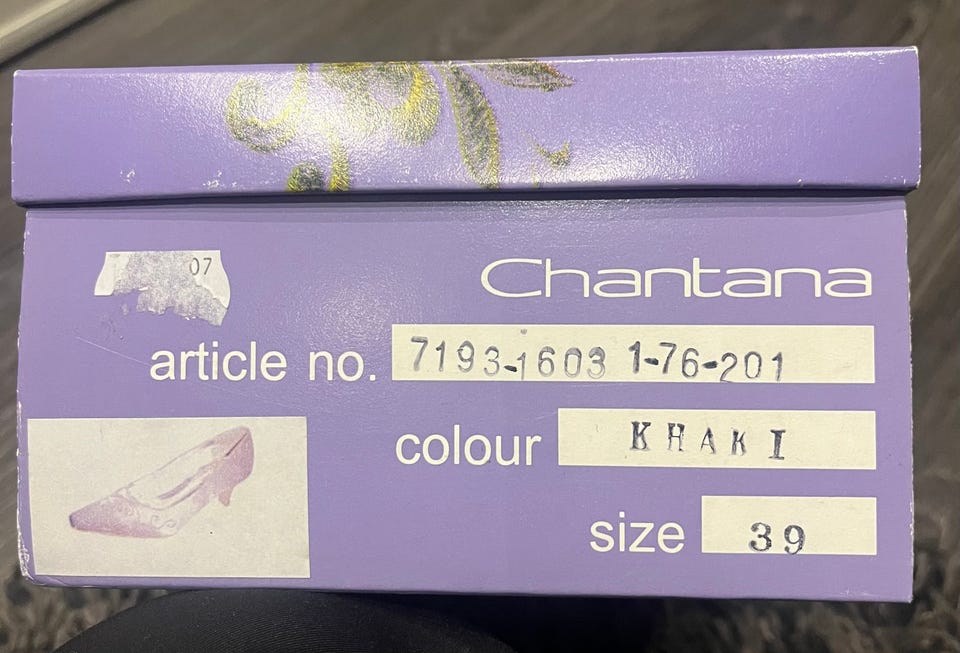 07
Chantana
article no. 7193-1603 1-76-201
colour KHAKI
size 39